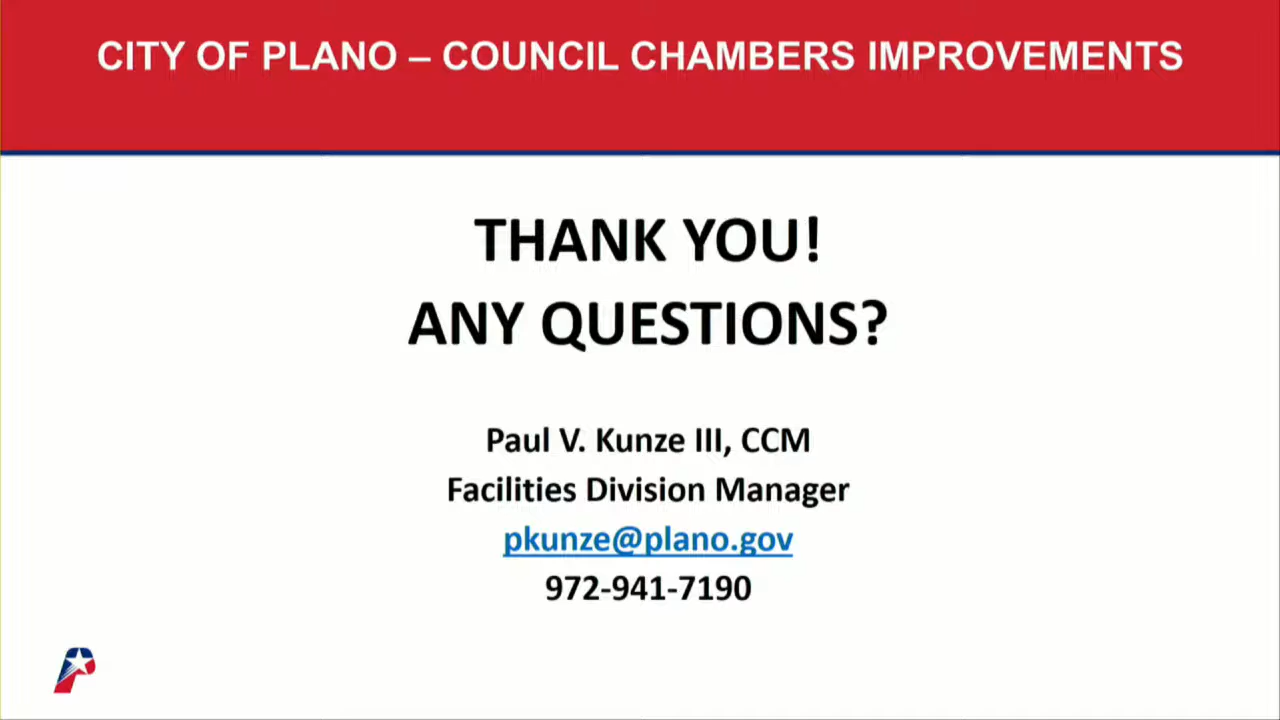 CITY OF PLANO – COUNCIL CHAMBERS IMPROVEMENTS
THANK YOU!
ANY QUESTIONS?
Paul V. Kunze III, CCM
Facilities Division Manager
pkunze@plano.gov
972-941-7190